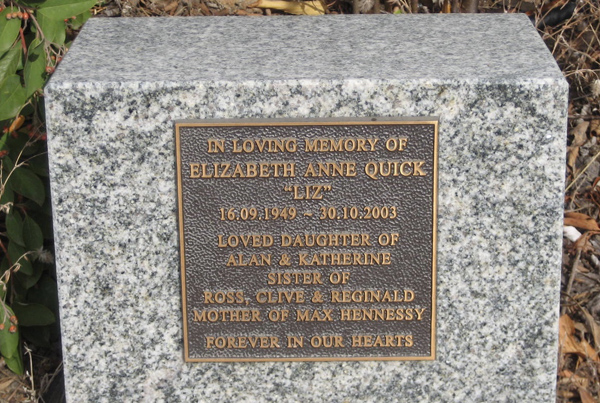 IN LOVING MEMORY OF
ELIZABETH ANNE QUICK
"LIZ"
16.09.1949 ~ 30.10.2003
LOVED DAUGHTER OF
ALAN & KATHERINE
SISTER OF
ROSS, CLIVE & REGINALD
MOTHER OF MAX HENNESSY
FOREVER IN OUR HEARTS